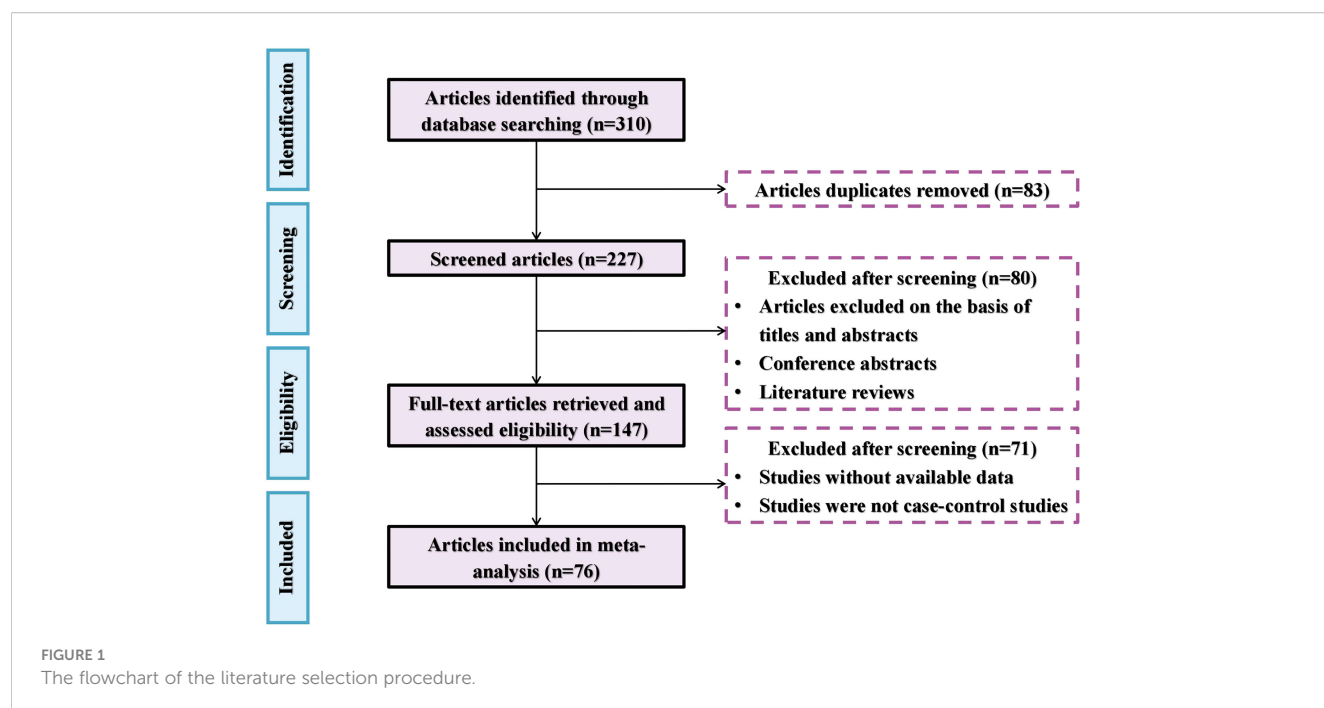 Identification
Articles identified through
database searching (n=310)
Articles duplicates removed (n=83)
Screening
Screened articles (n=227)
Excluded after screening (n=80)
• Articles excluded on the basis of
titles and abstracts
• Conference abstracts
• Literature reviews
Eligibility
Full-text articles retrieved and
assessed eligibility (n=147)
Excluded after screening (n=71)
• Studies without available data
• Studies were not case-control studies
Included
Articles included in meta-
analysis (n=76)
FIGURE 1
The flowchart of the literature selection procedure.